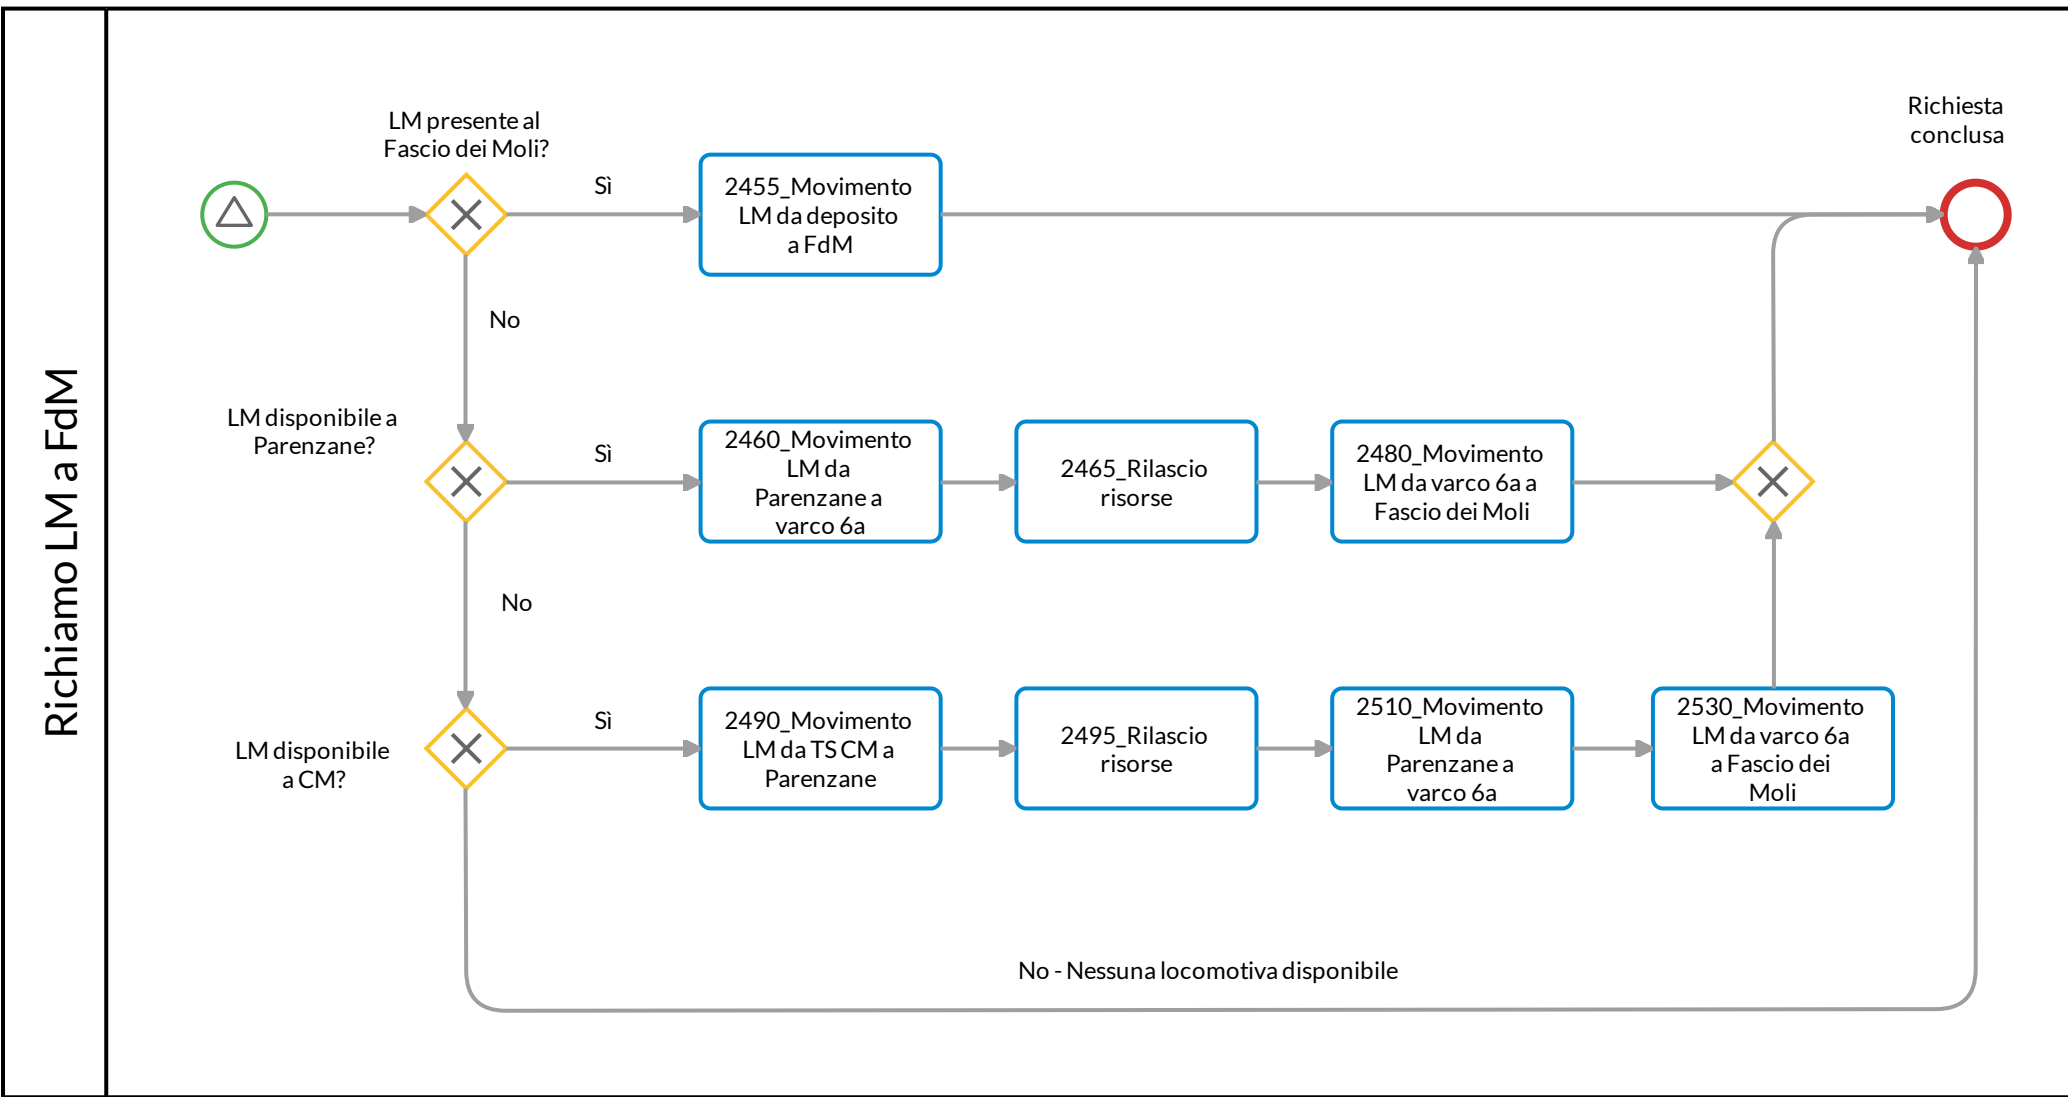 Richiamo LM a FdM
LM presente al
Fascio dei Moli?
Sì
2455_Movimento
LM da deposito
a FdM
Richiesta
conclusa
No
LM disponibile a
Parenzane?
Sì
2460_Movimento
LM da
Parenzane a
varco 6a
2465_Rilascio
risorse
2480_Movimento
LM da varco 6a a
Fascio dei Moli
No
LM disponibile
a CM?
Sì
2490_Movimento
LM da TS CM a
Parenzane
2495_Rilascio
risorse
2510_Movimento
LM da
Parenzane a
varco 6a
2530_Movimento
LM da varco 6a
a Fascio dei
Moli
No - Nessuna locomotiva disponibile